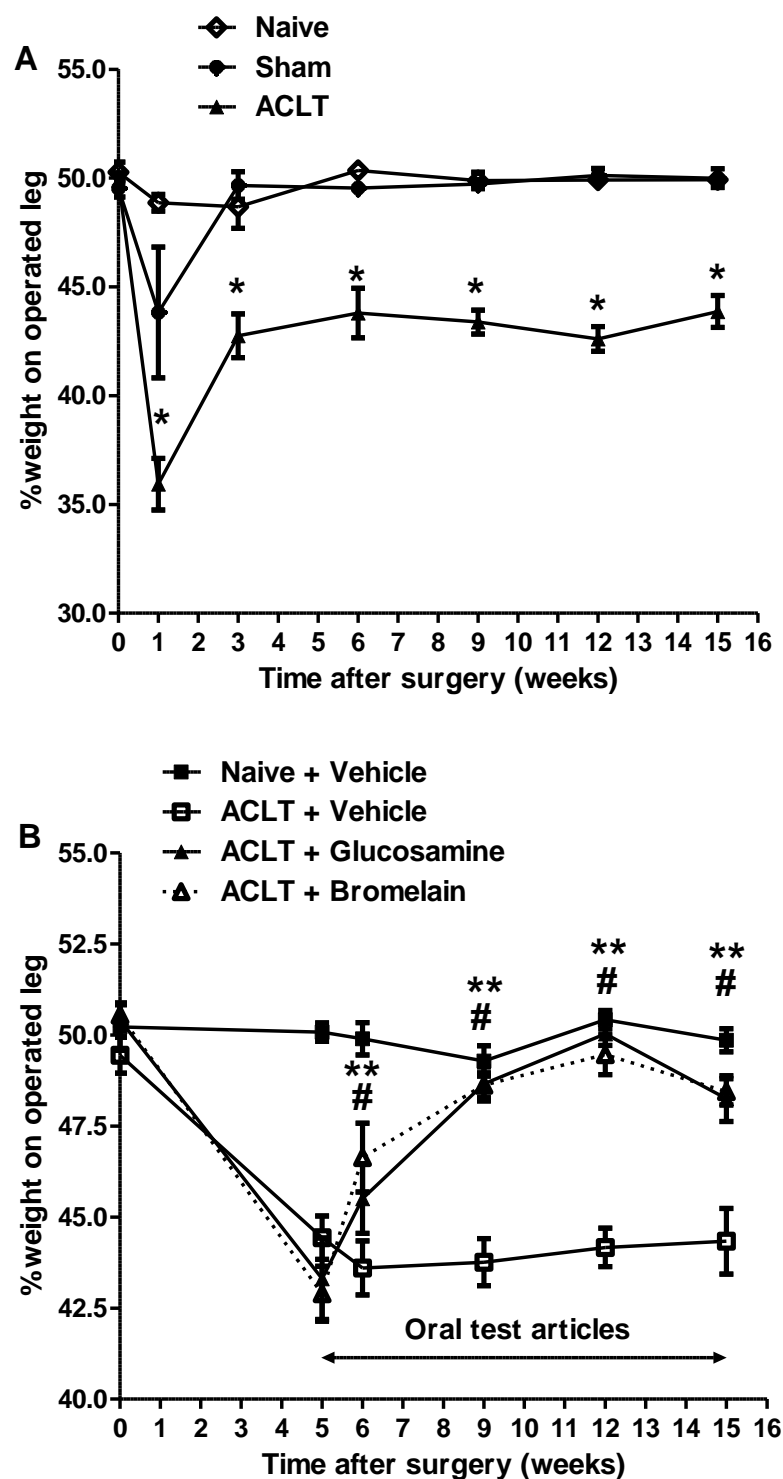 A
Naive
Sham
ACLT
55.0
50.0
45.0
40.0
35.0
30.0
%weight on operated leg
*
*
*
*
*
*
0 1 2 3 4 5 6 7 8 9 10 11 12 13 14 15 16
Time after surgery (weeks)
B
Naive + Vehicle
ACLT + Vehicle
ACLT + Glucosamine
ACLT + Bromelain
55.0
52.5
50.0
47.5
45.0
42.5
40.0
%weight on operated leg
**
#
**
#
**
#
**
#
Oral test articles
0 1 2 3 4 5 6 7 8 9 10 11 12 13 14 15 16
Time after surgery (weeks)